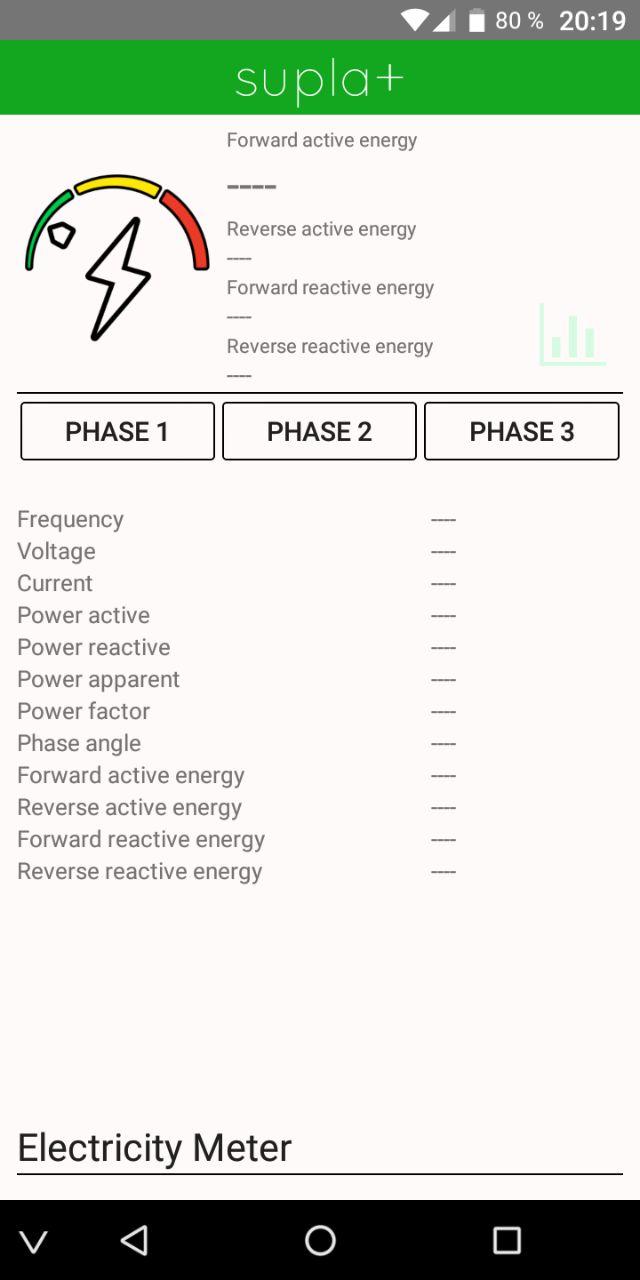 80 % 20:19
supla+
Forward active energy
----
Reverse active energy
----
Forward reactive energy
----
Reverse reactive energy
----
PHASE 1 PHASE 2 PHASE 3
Frequency ----
Voltage ----
Current ----
Power active ----
Power reactive ----
Power apparent ----
Power factor ----
Phase angle ----
Forward active energy ----
Reverse active energy ----
Forward reactive energy ----
Reverse reactive energy ----
Electricity Meter